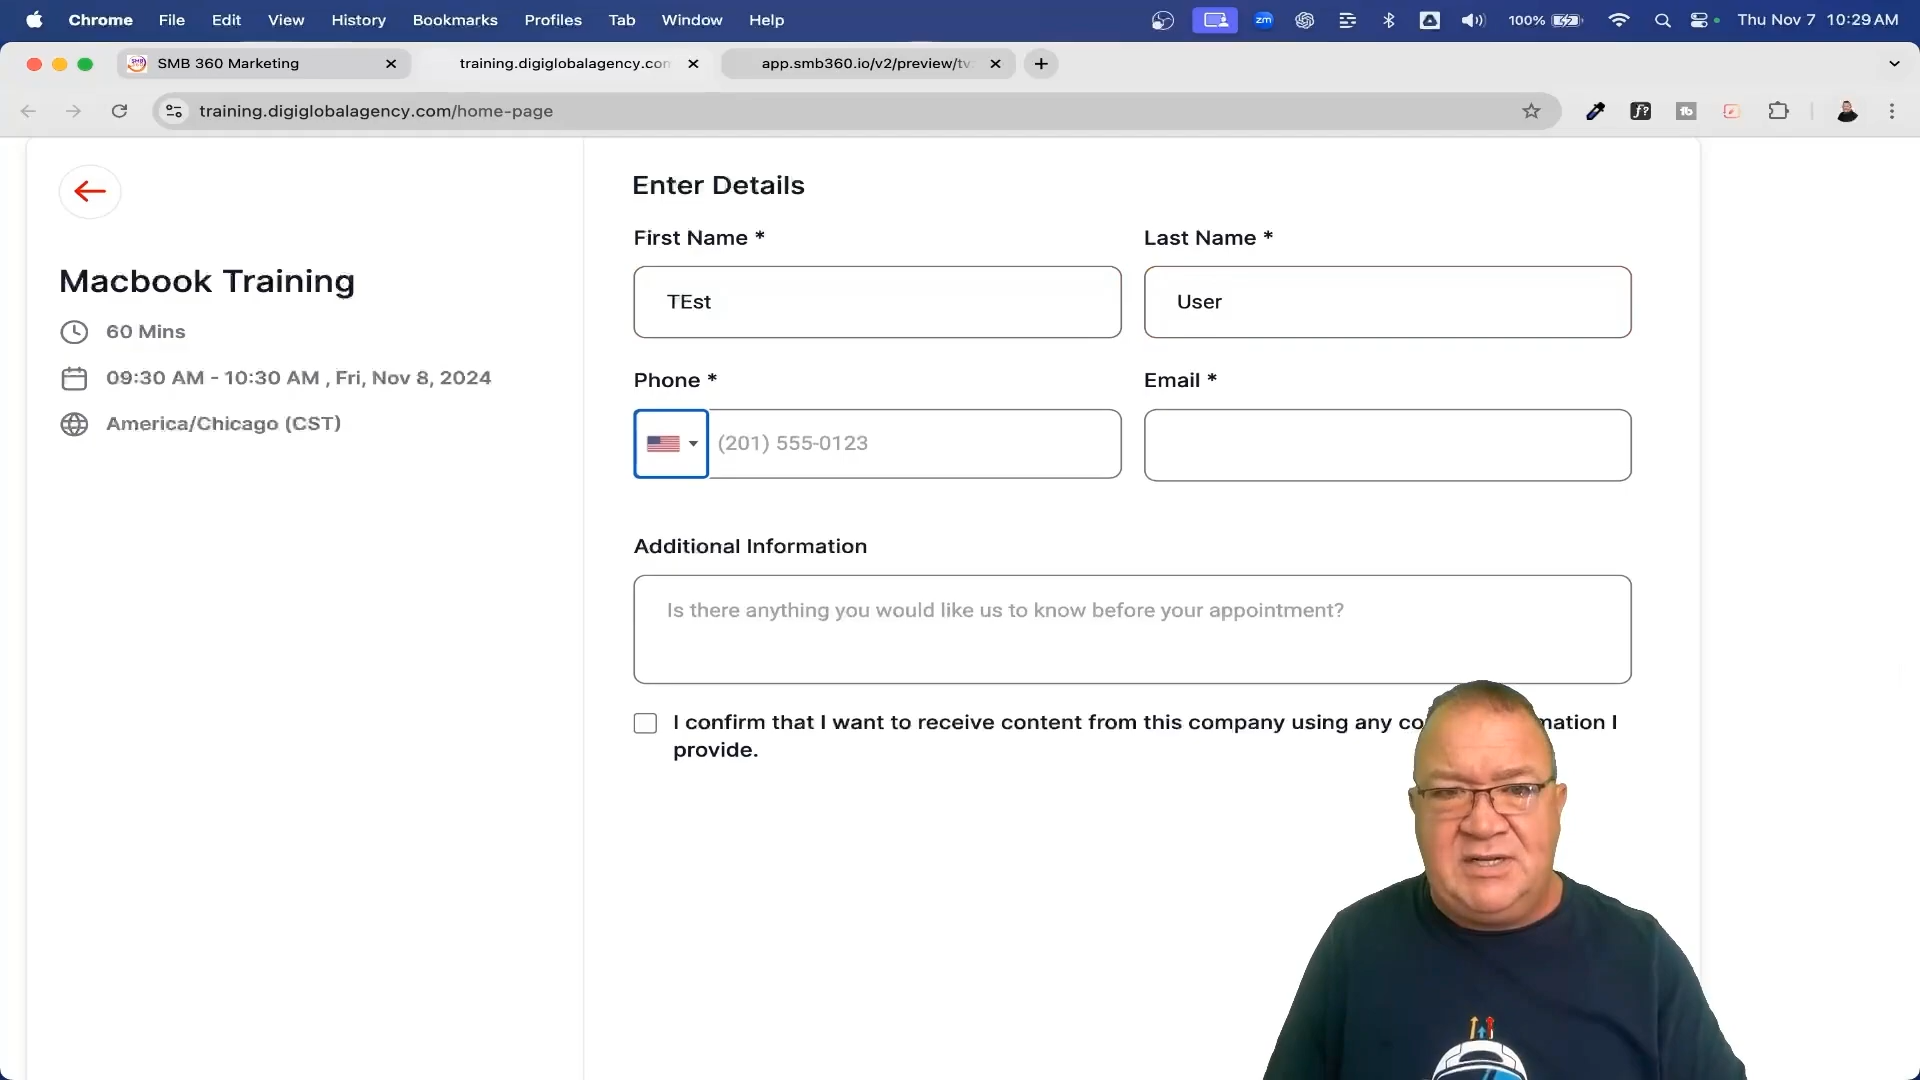 Chrome File Edit View History Bookmarks Profiles Tab Window Help zm 100% Thu Nov 7 10:29 AM
SMB 360 Marketing training.digiglobalagency.com app.smb360.io/v2/preview/tv
training.digiglobalagency.com/home-page
Enter Details
First Name * Last Name *
TEst User
Macbook Training
60 Mins
09:30 AM - 10:30 AM , Fri, Nov 8, 2024
America/Chicago (CST)
Phone * Email *
(201) 555-0123
Additional Information
Is there anything you would like us to know before your appointment?
I confirm that I want to receive content from this company using any co mation I
provide.